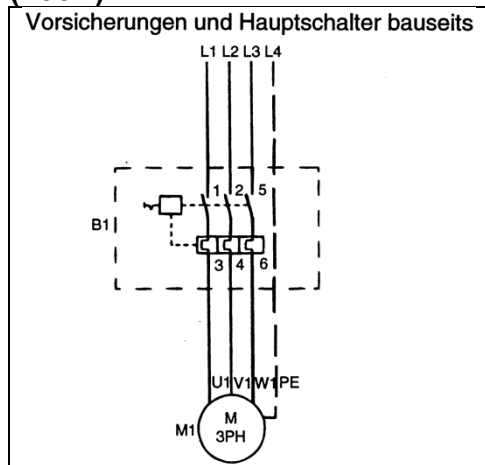 Vorsicherungen und Hauptschalter bauseits
L1 L2 L3 L4
1 2 5
B1
3 4 6
U1 V1 W1 PE
M1
M
3PH